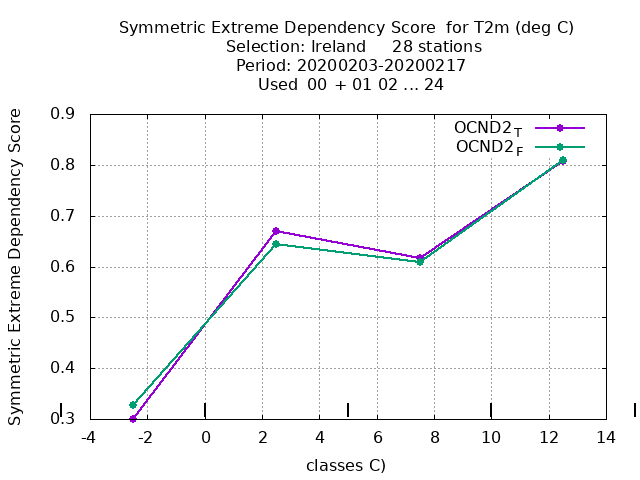 Symmetric Extreme Dependency Score  for T2m (deg C)
Selection: Ireland     28 stations
Period: 20200203-20200217
Used  00 + 01 02 ... 24
OCND2T
OCND2F
Symmetric Extreme Dependency Score
0.9
0.8
0.7
0.6
0.5
0.4
0.3
-4 -2 0 2 4 6 8 10 12 14
classes C)